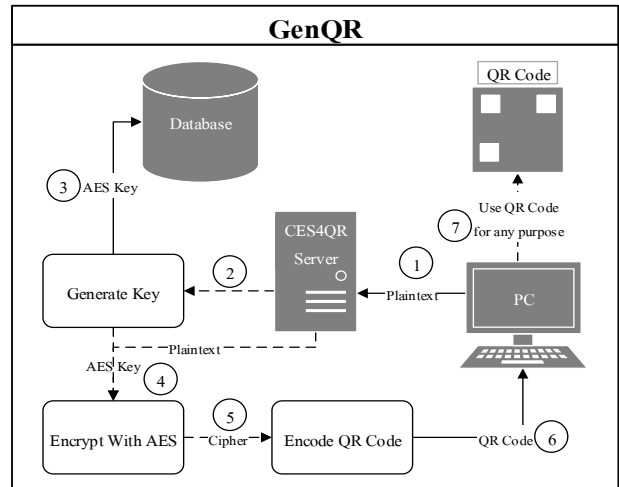 GenQR
QR Code
Database
3
AES Key
CES4QR
Server
Use QR Code
7
for any purpose
2
1
Generate Key
Plaintext
PC
Plaintext
AES Key
4
5
6
Encrypt With AES
Cipher
Encode QR Code
QR Code